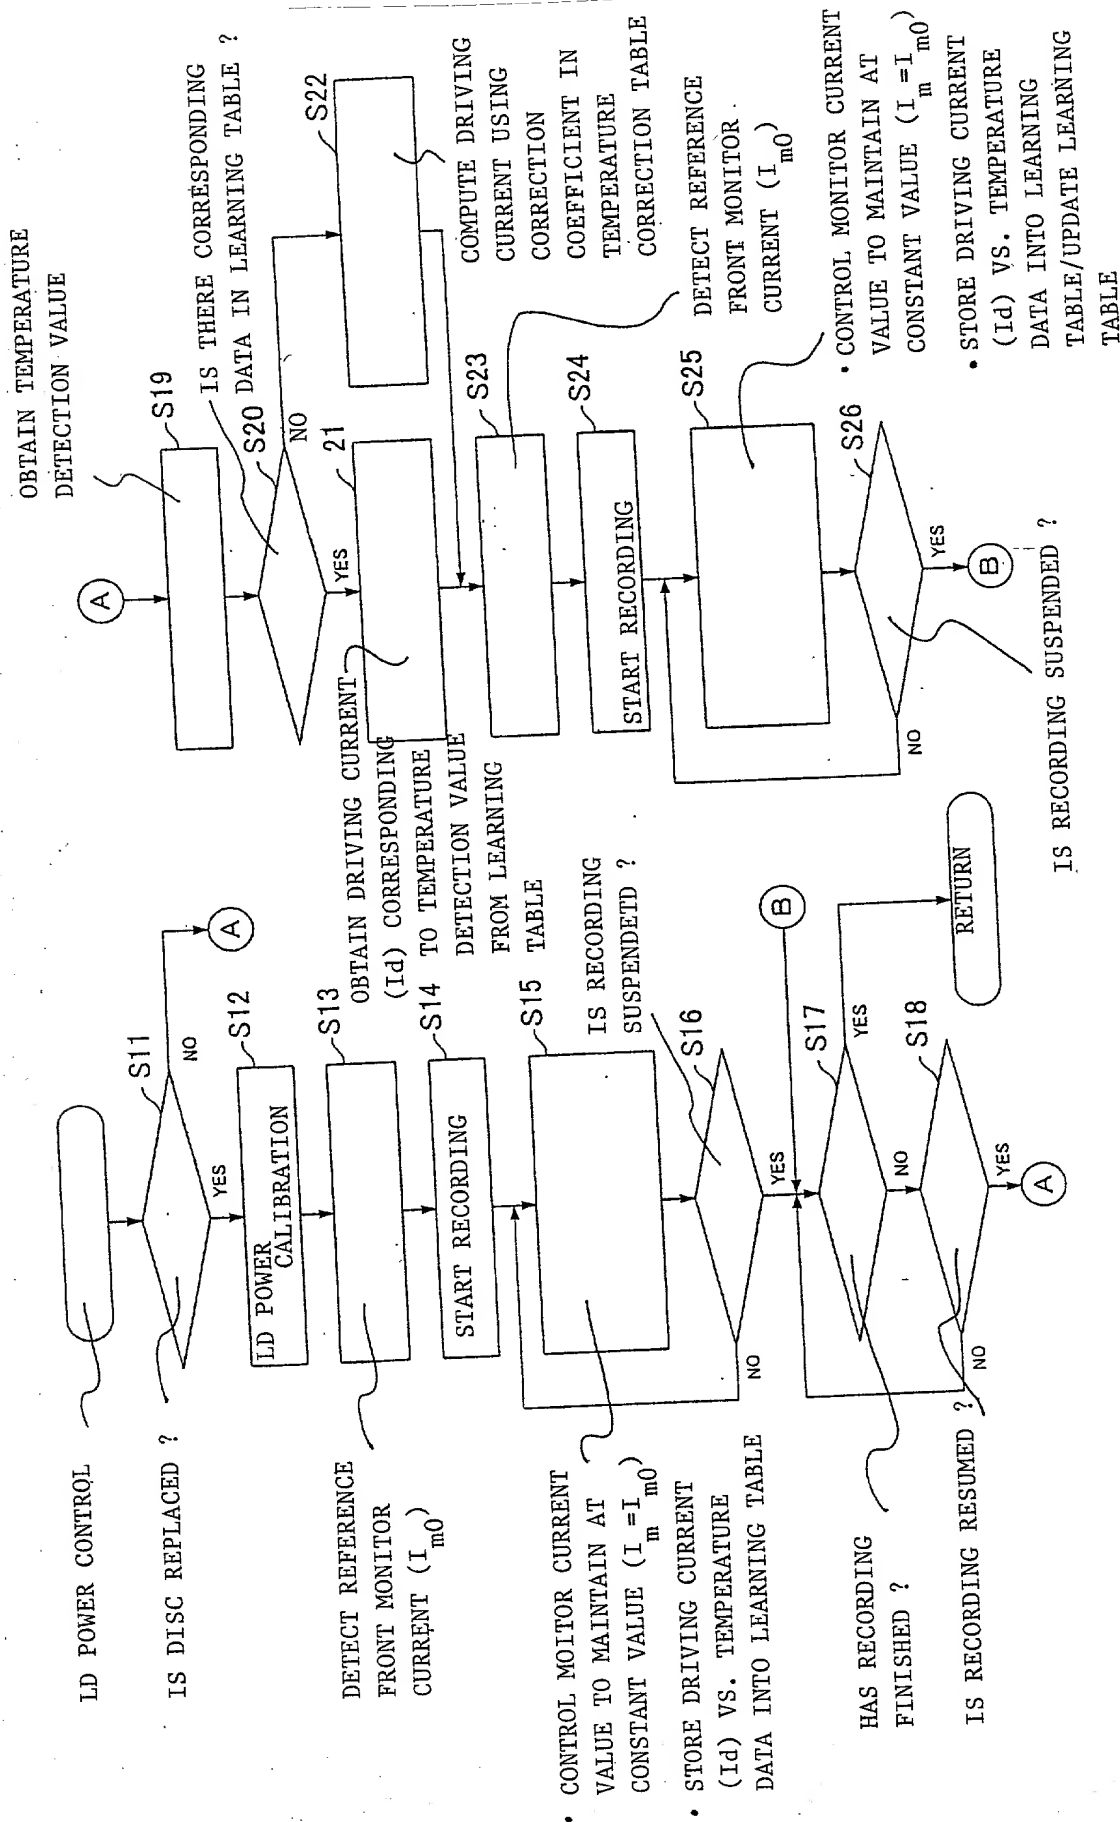 LD POWER CONTROL
IS DISC REPLACED ?
S11
NO
A
YES
S12
LD POWER
CALIBRATION
S13
DETECT REFERENCE
FRONT MONITOR
CURRENT (Im0)
S14
START RECORDING
S15
• CONTROL MOITOR CURRENT
VALUE TO MAINTAIN AT
CONSTANT VALUE (Im=Im0)
• STORE DRIVING CURRENT
(Id) VS. TEMPERATURE
DATA INTO LEARNING TABLE
IS RECORDING
SUSPENDETD ?
S16
NO
YES
B
S17
YES
NO
HAS RECORDING
FINISHED ?
RETURN
S18
NO
YES
IS RECORDING RESUMED ?
A
OBTAIN TEMPERATURE
DETECTION VALUE
A
S19
IS THERE CORRESPONDING
DATA IN LEARNING TABLE ?
S20
NO
YES
S22
COMPUTE DRIVING
CURRENT USING
CORRECTION
COEFFICIENT IN
TEMPERATURE
CORRECTION TABLE
21
OBTAIN DRIVING CURRENT
(Id) CORRESPONDING
TO TEMPERATURE
DETECTION VALUE
FROM LEARNING
TABLE
S23
DETECT REFERENCE
FRONT MONITOR
CURRENT (Im0)
S24
START RECORDING
S25
• CONTROL MONITOR CURRENT
VALUE TO MAINTAIN AT
CONSTANT VALUE (Im=Im0)
• STORE DRIVING CURRENT
(Id) VS. TEMPERATURE
DATA INTO LEARNING
TABLE/UPDATE LEARNING
TABLE
S26
NO
YES
B
IS RECORDING SUSPENDED ?